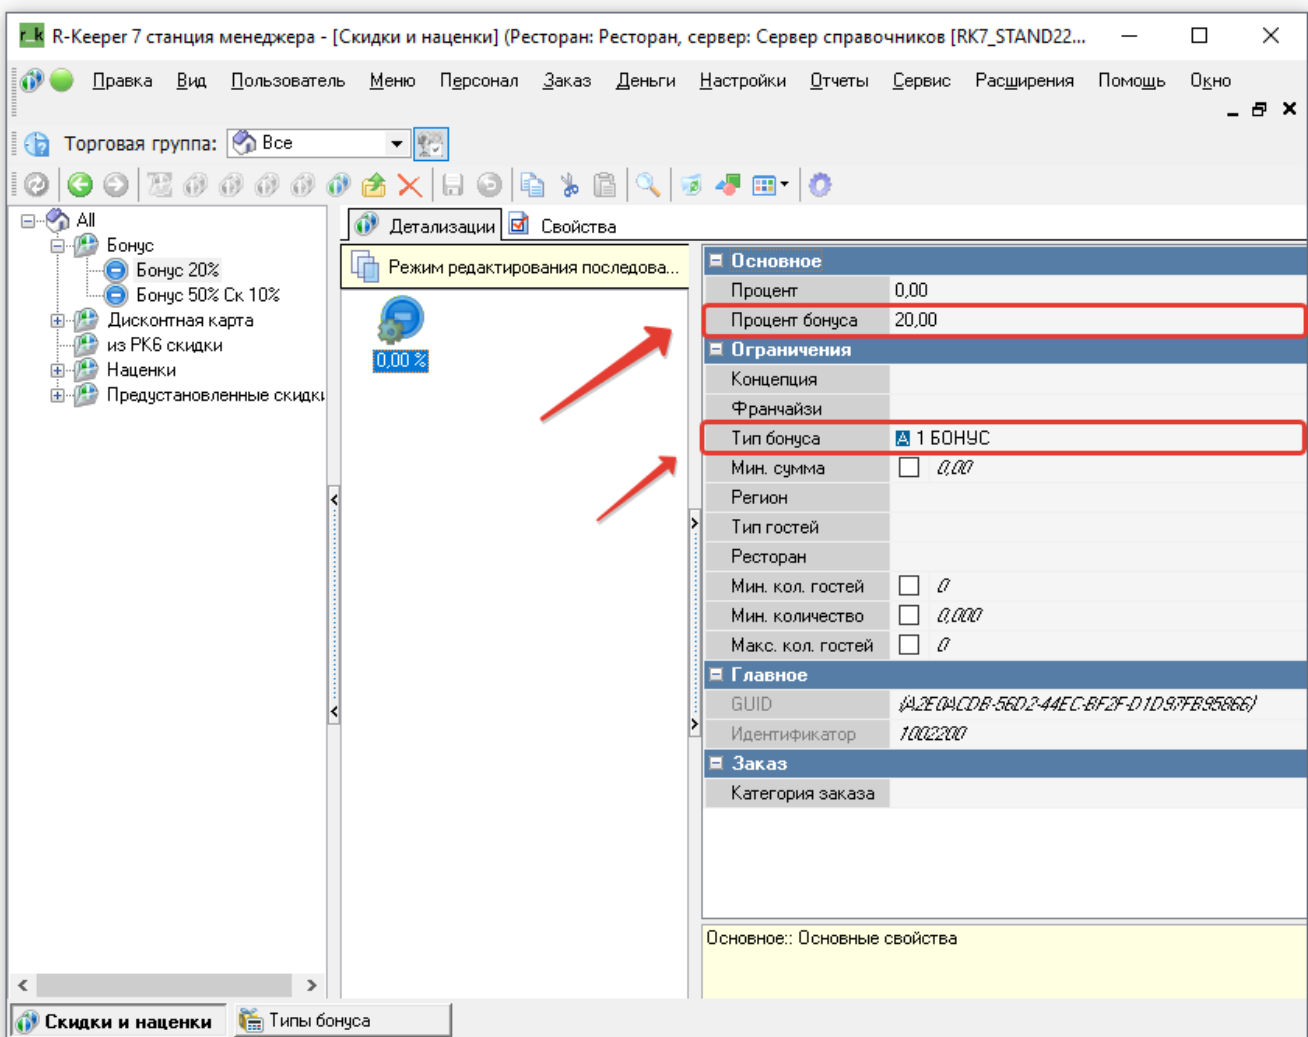 r_k R-Keeper 7 станция менеджера - [Скидки и наценки] (Ресторан: Ресторан, сервер: Сервер справочников [RK7_STAND22...
Правка Вид Пользователь Меню Персонал Заказ Деньги Настройки Отчеты Сервис Расширения Помощь Окно
Торговая группа: Все
All
Бонус
Бонус 20%
Бонус 50% Ск 10%
Дисконтная карта
из РК6 скидки
Наценки
Предустановленные скидки
Детализации Свойства
Режим редактирования последова...
0,00 %
Основное
Процент 0,00
Процент бонуса 20,00
Ограничения
Концепция
Франчайзи
Тип бонуса A 1 БОНУС
Мин. сумма 0,00
Регион
Тип гостей
Ресторан
Мин. кол. гостей 0
Мин. количество 0,000
Макс. кол. гостей 0
Главное
GUID {A2E0ACDB-56D2-44EC-BF2F-D1D97FB95866}
Идентификатор 1002200
Заказ
Категория заказа
Основное:: Основные свойства
Скидки и наценки Типы бонуса